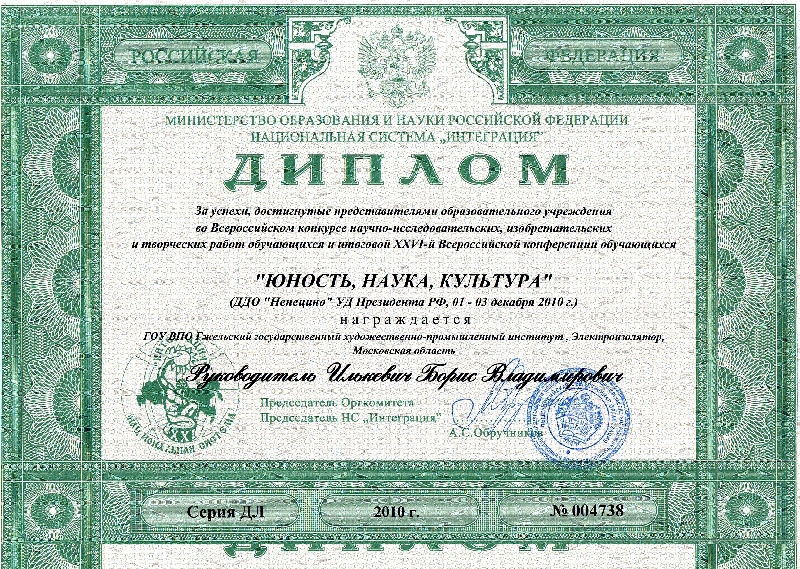 РОССИЙСКАЯ ФЕДЕРАЦИЯ
МИНИСТЕРСТВО ОБРАЗОВАНИЯ И НАУКИ РОССИЙСКОЙ ФЕДЕРАЦИИ
НАЦИОНАЛЬНАЯ СИСТЕМА „ИНТЕГРАЦИЯ"
ДИПЛОМ
За успехи, достигнутые представителями образовательного учреждения
во Всероссийском конкурсе научно-исследовательских, изобретательских
и творческих работ обучающихся и итоговой XXVI-й Всероссийской конференции обучающихся
"ЮНОСТЬ, НАУКА, КУЛЬТУРА"
(ДДО "Непецино" УД Президента РФ, 01 - 03 декабря 2010 г.)
награждается
ГОУ ВПО Гжельский государственный художественно-промышленный институт , Электроизолятор,
Московская область
Руководитель Илькевич Борис Владимирович
Председатель Оргкомитета
Председатель НС „Интеграция"
А.С.Обручников
XXI
Серия ДЛ 2010 г. № 004738
ДИПЛОМ